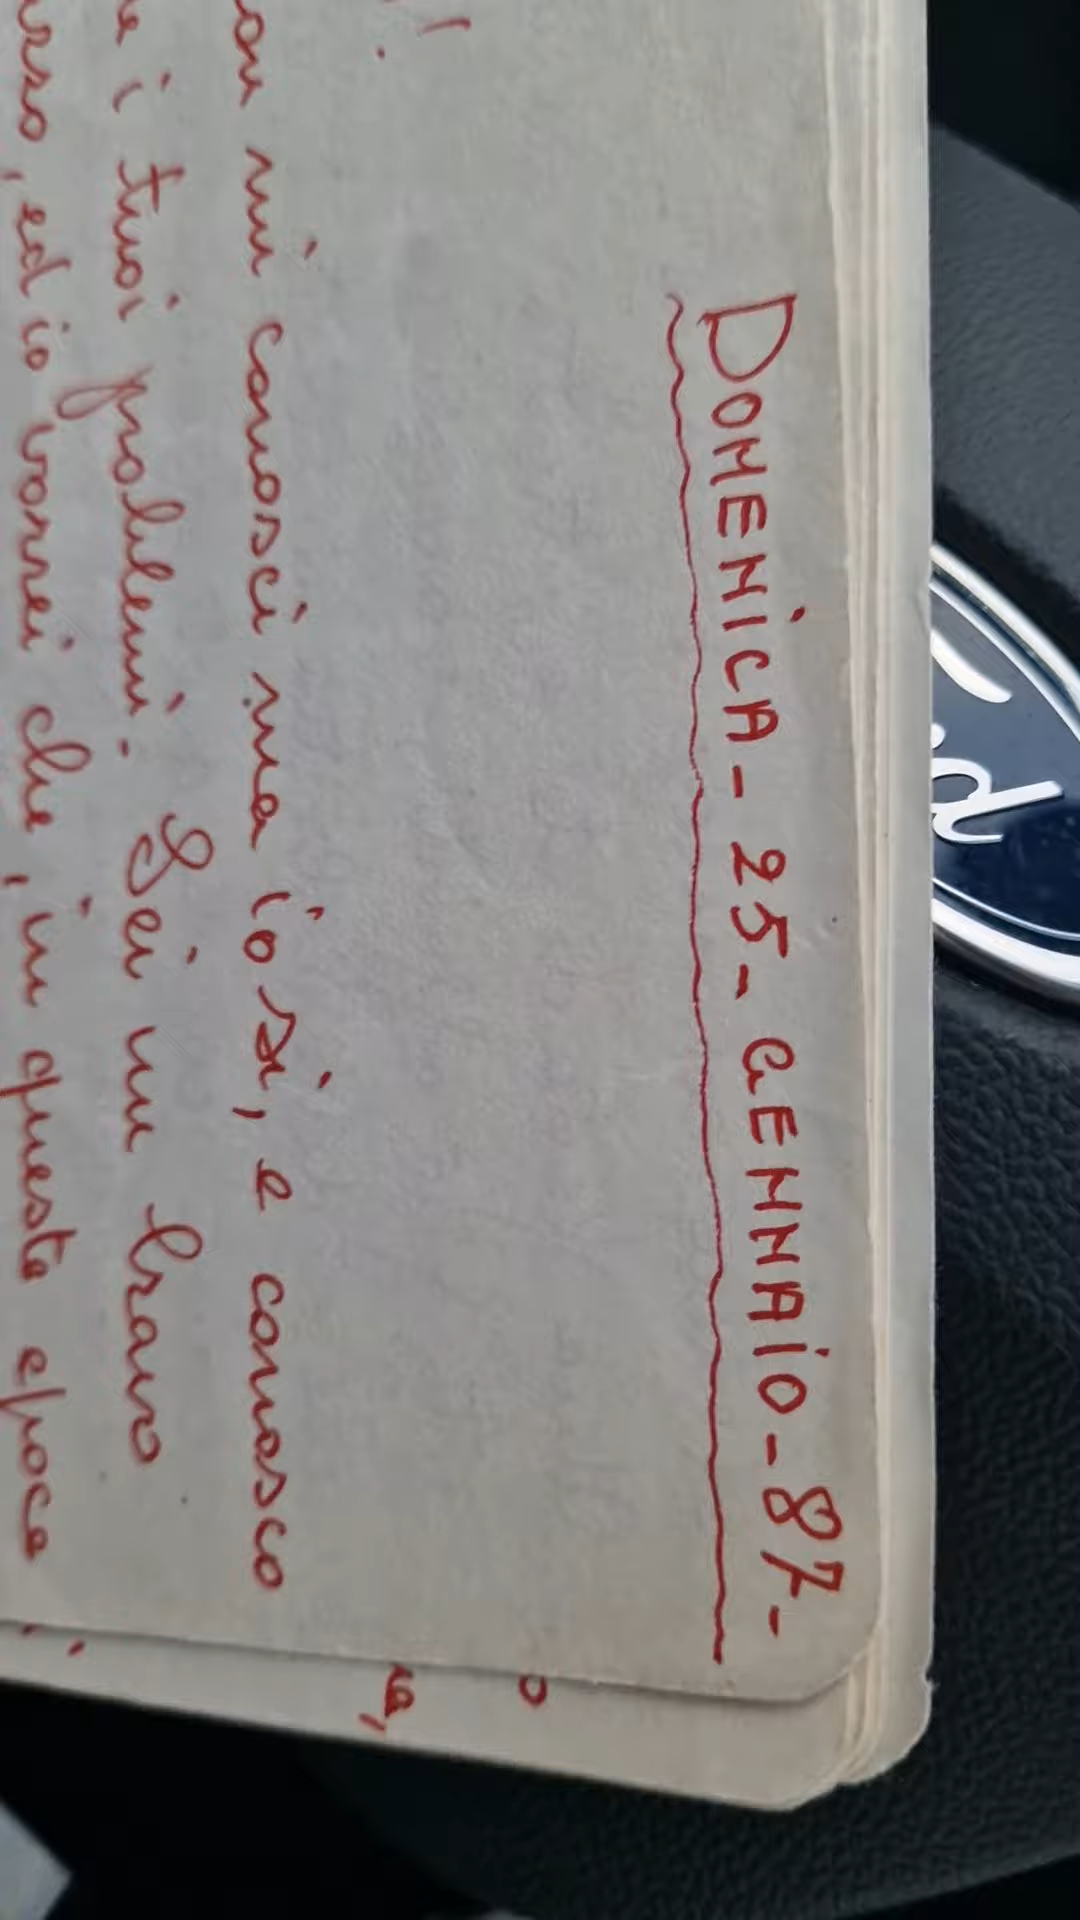 DOMENICA - 25 - GENNAIO - 87 -
!
mi conosci ma io si, e conosco
i tuoi problemi. Sei un bravo
, ed io vorrei che, in questa epoca